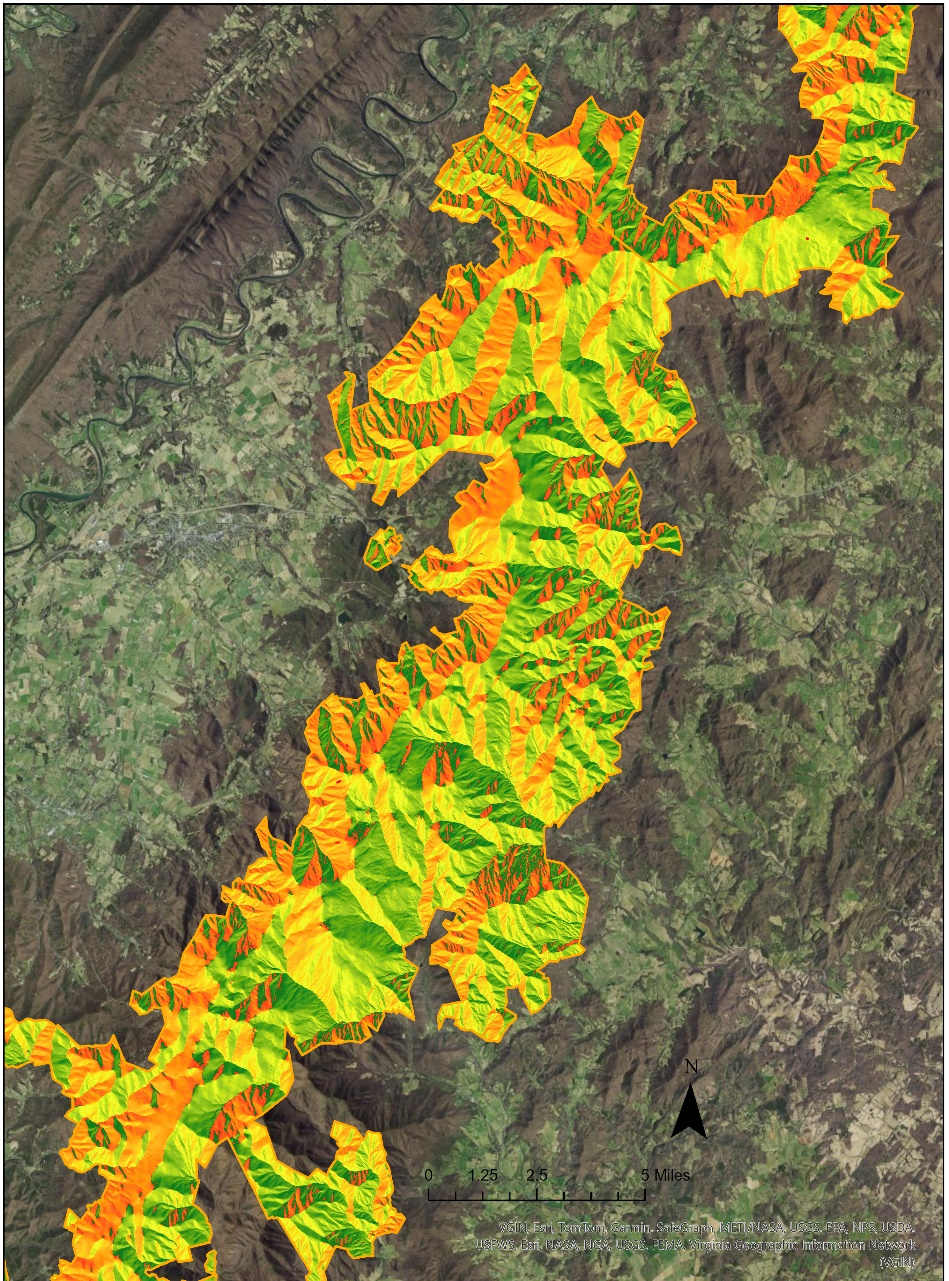 N
0 1.25 2.5 5 Miles
VGIN, Esri, TomTom, Garmin, SafeGraph, METI/NASA, USGS, EPA, NPS, USDA,
USFWS, Esri, NASA, NGA, USGS, FEMA, Virginia Geographic Information Network
(VGIN)